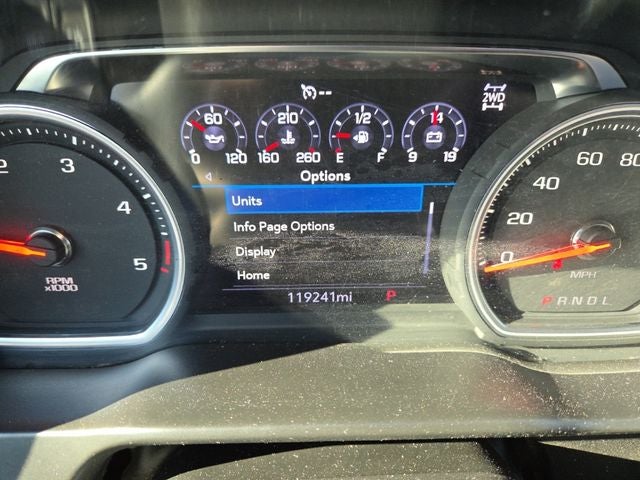 --
2WD
60 210 1/2 14
0 120 160 260 E F 9 19
Options
Units
Info Page Options
Display
Home
119241mi P
2 3 4 5
RPM
x1000
0 20 40 60 80
MPH
P R N D L